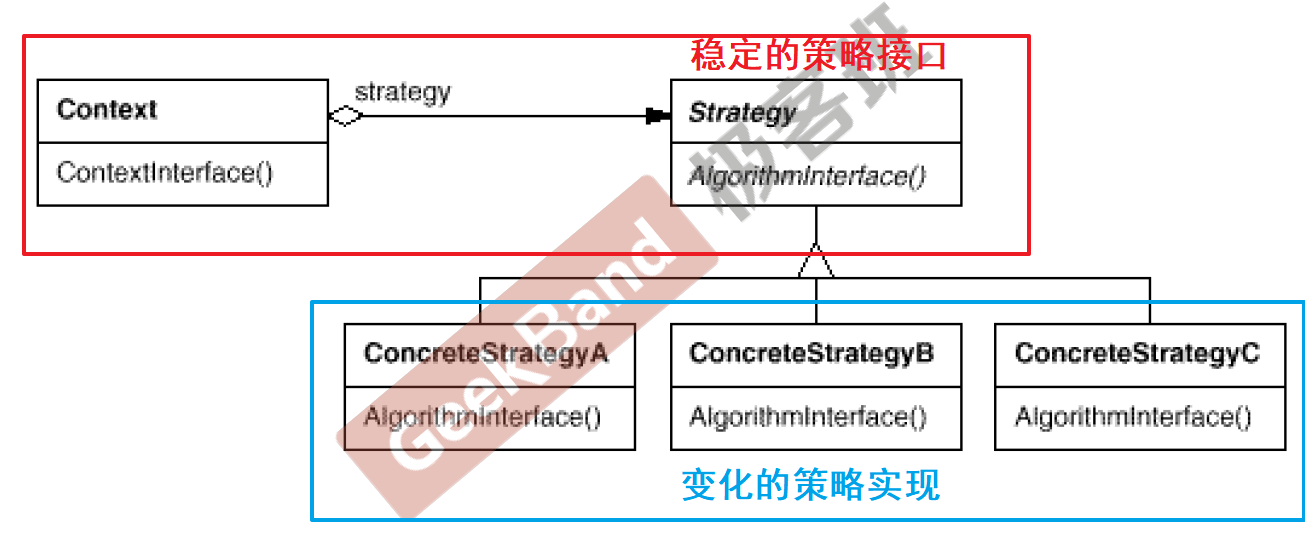 稳定的策略接口
Context
strategy
Strategy
ContextInterface()
AlgorithmInterface()
极客班
GeekBand
ConcreteStrategyA
ConcreteStrategyB
ConcreteStrategyC
AlgorithmInterface()
AlgorithmInterface()
AlgorithmInterface()
变化的策略实现